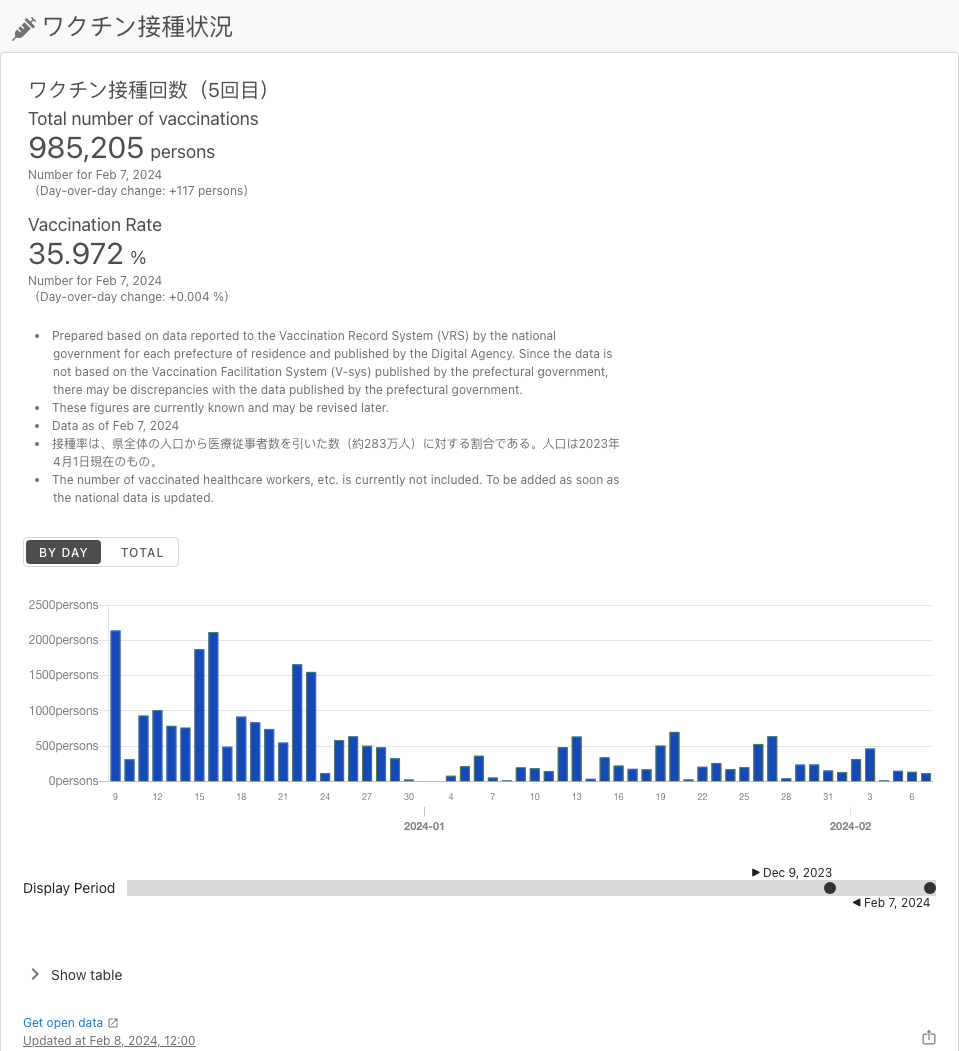 ワクチン接種状況
ワクチン接種回数（5回目）
Total number of vaccinations
985,205 persons
Number for Feb 7, 2024
（Day-over-day change: +117 persons）
Vaccination Rate
35.972 %
Number for Feb 7, 2024
（Day-over-day change: +0.004 %）
• Prepared based on data reported to the Vaccination Record System (VRS) by the national
government for each prefecture of residence and published by the Digital Agency. Since the data is
not based on the Vaccination Facilitation System (V-sys) published by the prefectural government,
there may be discrepancies with the data published by the prefectural government.
• These figures are currently known and may be revised later.
• Data as of Feb 7, 2024
• 接種率は、県全体の人口から医療従事者数を引いた数（約283万人）に対する割合である。人口は2023年
4月1日現在のもの。
• The number of vaccinated healthcare workers, etc. is currently not included. To be added as soon as
the national data is updated.
BY DAY TOTAL
2500persons
2000persons
1500persons
1000persons
500persons
0persons
9 12 15 18 21 24 27 30 4 7 10 13 16 19 22 25 28 31 3 6
2024-01 2024-02
Dec 9, 2023
Display Period
Feb 7, 2024
Show table
Get open data
Updated at Feb 8, 2024, 12:00